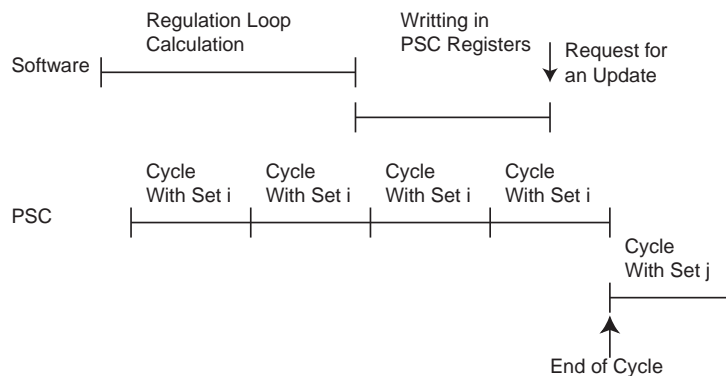 Regulation Loop
Calculation
Writting in
PSC Registers
Request for
an Update
Software
Cycle
With Set i
Cycle
With Set i
Cycle
With Set i
Cycle
With Set i
PSC
Cycle
With Set j
End of Cycle